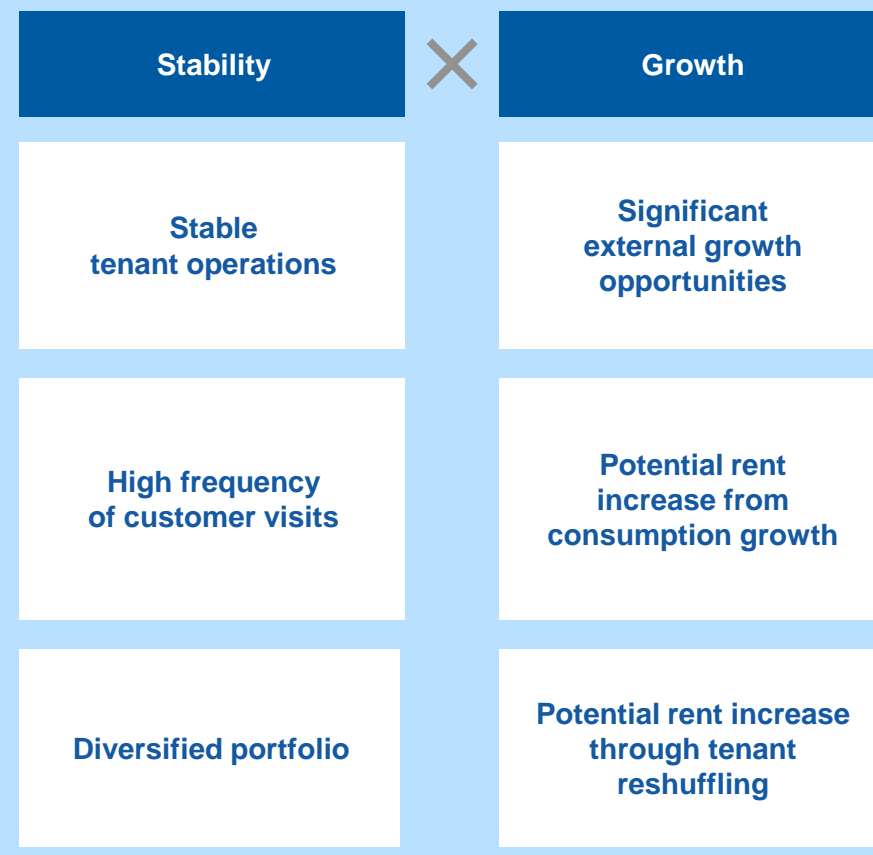 Stability
Growth
Stable
tenant operations
Significant
external growth
opportunities
High frequency
of customer visits
Potential rent
increase from
consumption growth
Diversified portfolio
Potential rent increase
through tenant
reshuffling